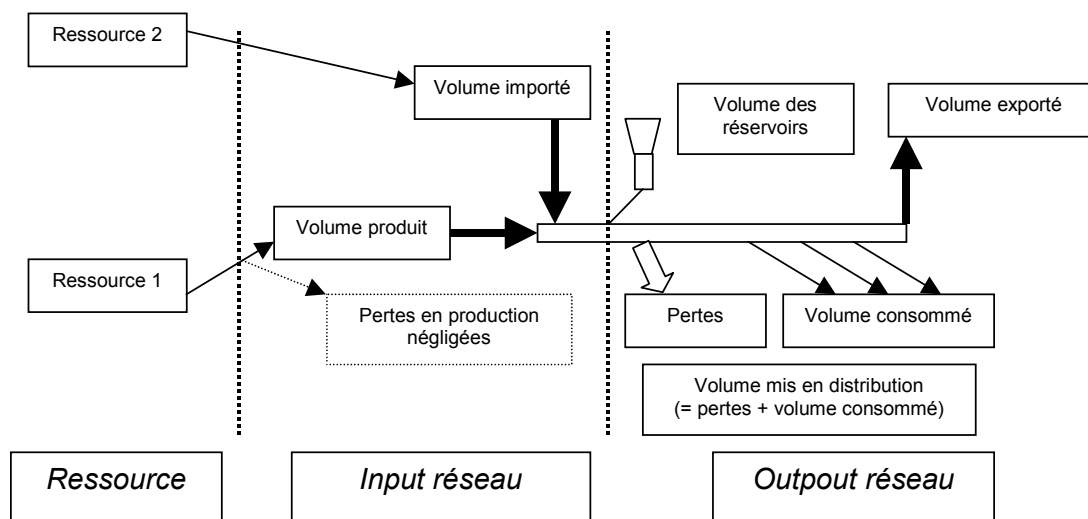 Ressource 2
Volume importé
Volume des
réservoirs
Volume exporté
Volume produit
Ressource 1
Pertes en production
négligées
Pertes
Volume consommé
Volume mis en distribution
(= pertes + volume consommé)
Ressource
Input réseau
Outpout réseau